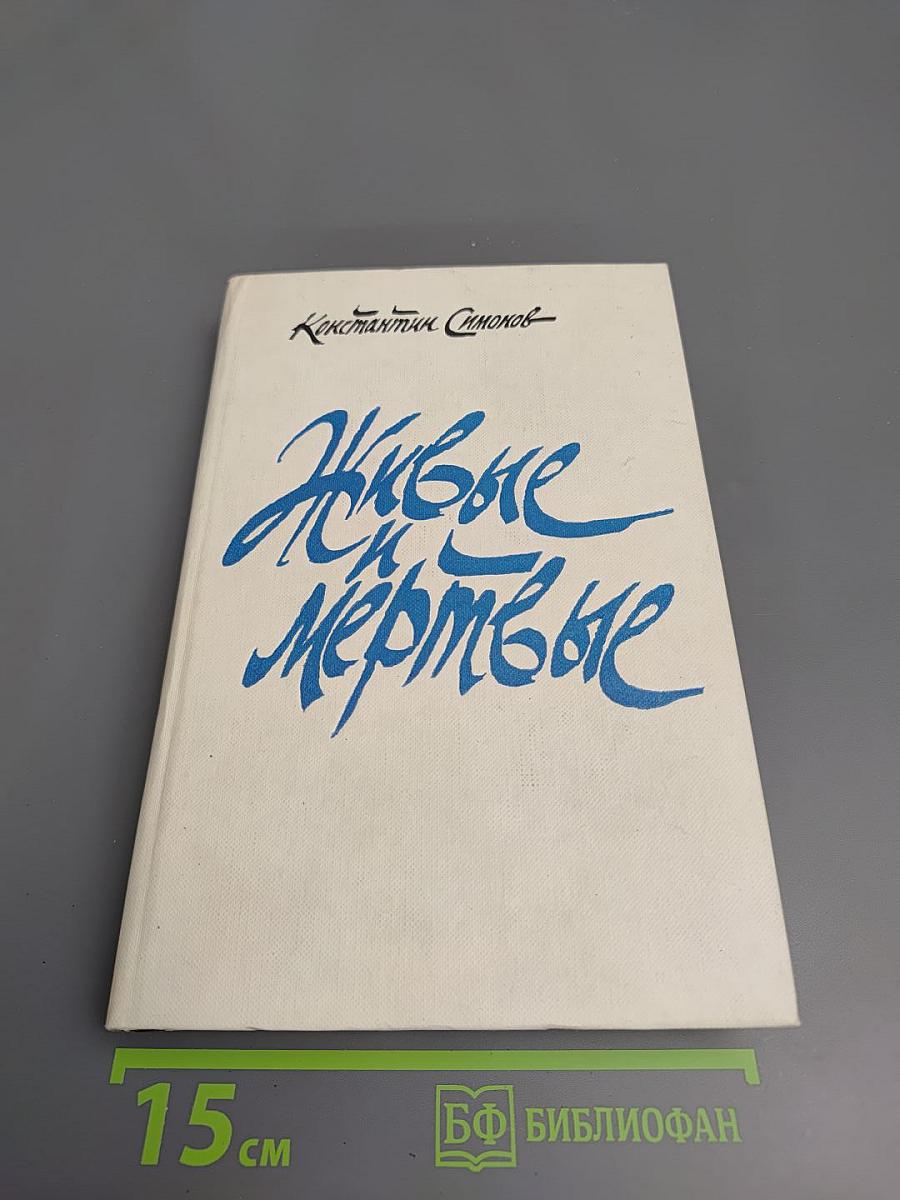 Константин Симонов
Живые
и
мертвые
15 см
БФ БИБЛИОФАН